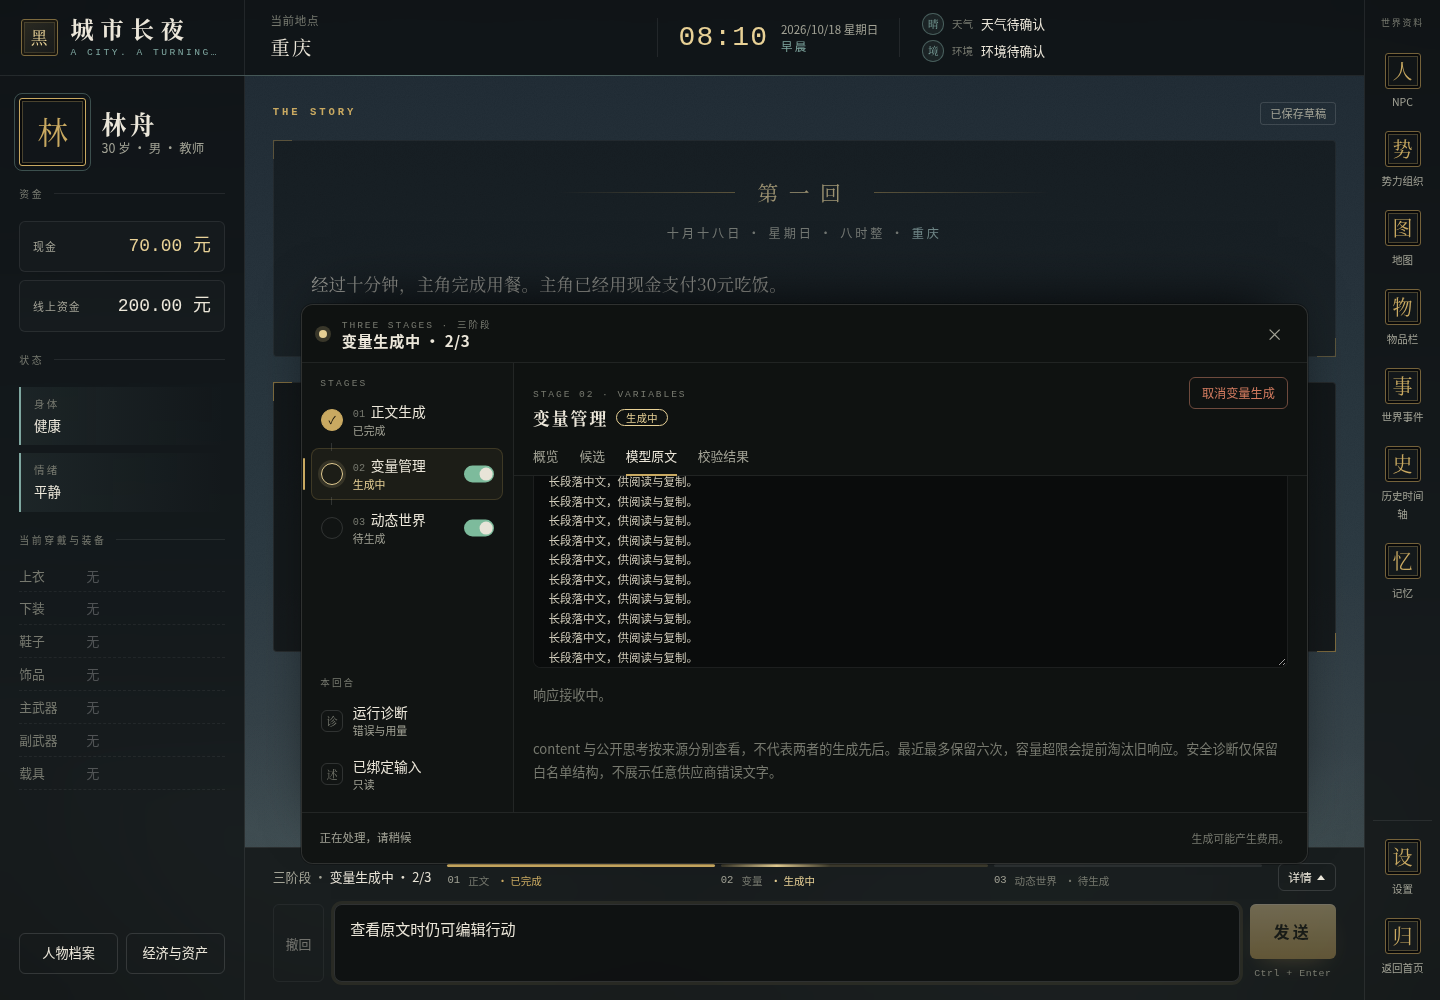 黑
城市长夜
A CITY. A TURNING…
当前地点
重庆
08:10
2026/10/18 星期日
早晨
晴 天气 天气待确认
境 环境 环境待确认
世界资料
人
NPC
势
势力组织
图
地图
物
物品栏
事
世界事件
史
历史时间
轴
忆
记忆
设
设置
归
返回首页
林
林舟
30 岁 • 男 • 教师
资金
现金 70.00 元
线上资金 200.00 元
状态
身体
健康
情绪
平静
当前穿戴与装备
上衣 无
下装 无
鞋子 无
饰品 无
主武器 无
副武器 无
载具 无
人物档案 经济与资产
THE STORY
已保存草稿
第一回
十月十八日 • 星期日 • 八时整 • 重庆
经过十分钟，主角完成用餐。主角已经用现金支付30元吃饭。
THREE STAGES · 三阶段
变量生成中 • 2/3
STAGES
01 正文生成
已完成
02 变量管理
生成中
03 动态世界
待生成
本回合
诊 运行诊断
错误与用量
述 已绑定输入
只读
STAGE 02 · VARIABLES
取消变量生成
变量管理 生成中
概览 候选 模型原文 校验结果
长段落中文，供阅读与复制。
长段落中文，供阅读与复制。
长段落中文，供阅读与复制。
长段落中文，供阅读与复制。
长段落中文，供阅读与复制。
长段落中文，供阅读与复制。
长段落中文，供阅读与复制。
长段落中文，供阅读与复制。
长段落中文，供阅读与复制。
长段落中文，供阅读与复制。
响应接收中。
content 与公开思考按来源分别查看，不代表两者的生成先后。最近最多保留六次，容量超限会提前淘汰旧响应。安全诊断仅保留
白名单结构，不展示任意供应商错误文字。
正在处理，请稍候
生成可能产生费用。
三阶段 • 变量生成中 • 2/3
01 正文 • 已完成
02 变量 • 生成中
03 动态世界 • 待生成
详情
撤回
查看原文时仍可编辑行动
发送
Ctrl + Enter